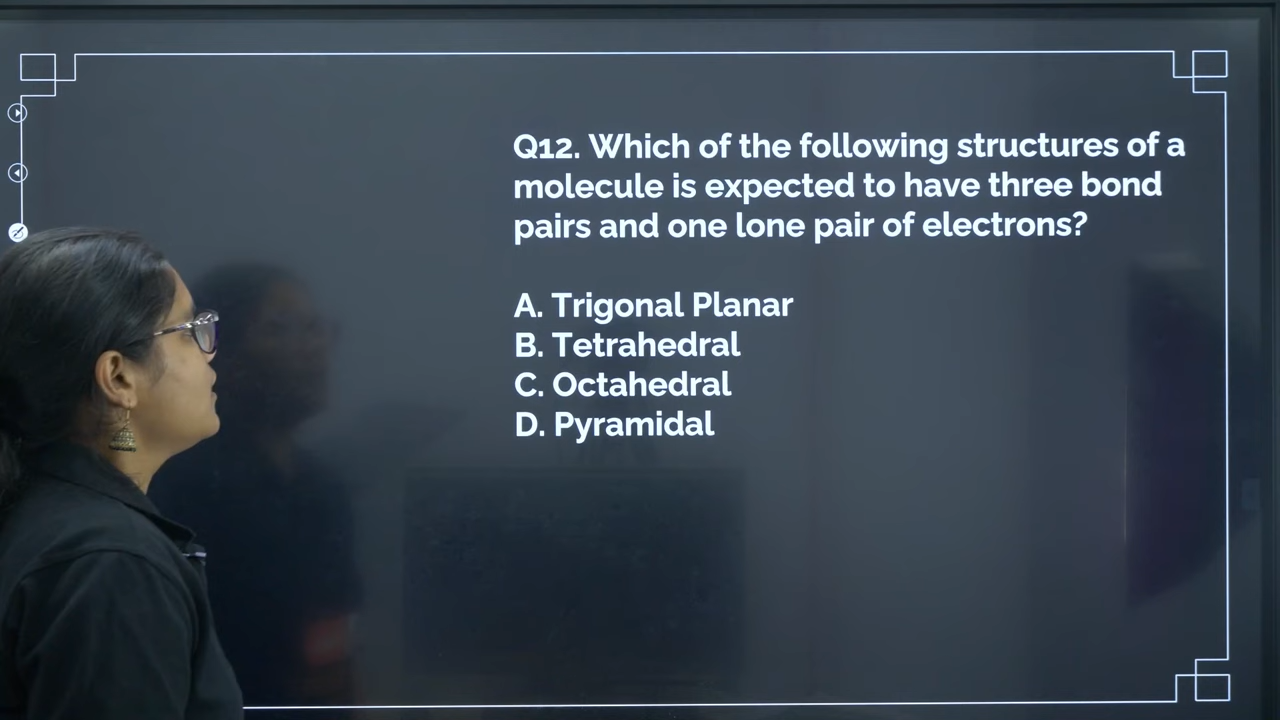 Q12. Which of the following structures of a
molecule is expected to have three bond
pairs and one lone pair of electrons?
A. Trigonal Planar
B. Tetrahedral
C. Octahedral
D. Pyramidal